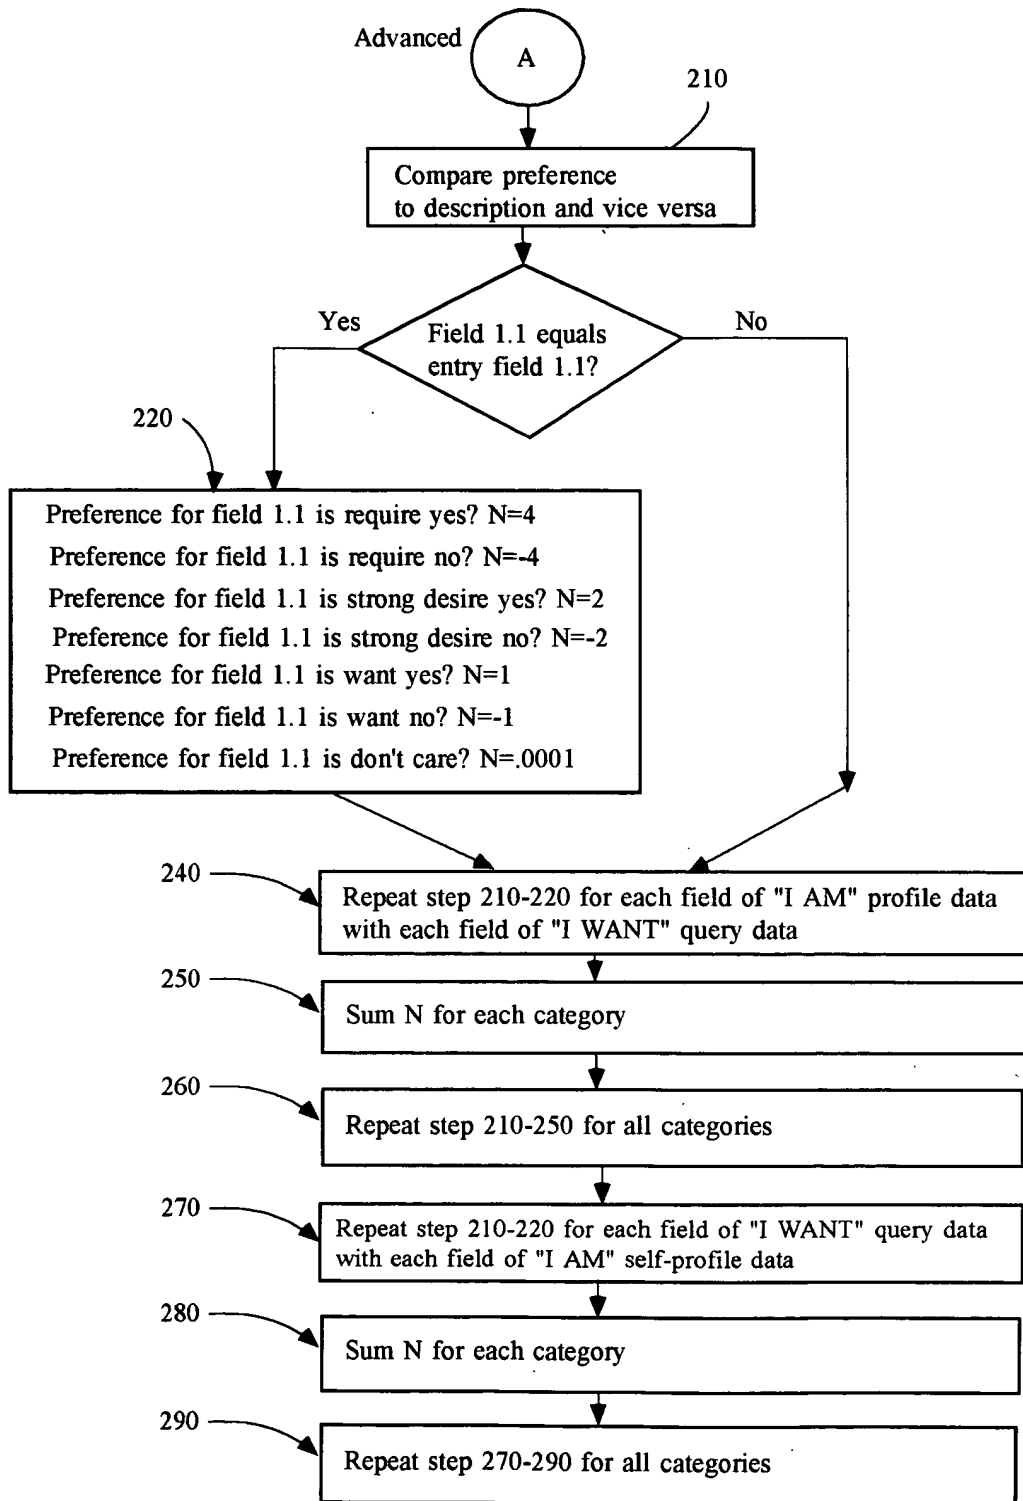 Advanced
A
210
Compare preference
to description and vice versa
Yes
Field 1.1 equals
entry field 1.1?
No
220
Preference for field 1.1 is require yes? N=4
Preference for field 1.1 is require no? N=-4
Preference for field 1.1 is strong desire yes? N=2
Preference for field 1.1 is strong desire no? N=-2
Preference for field 1.1 is want yes? N=1
Preference for field 1.1 is want no? N=-1
Preference for field 1.1 is don't care? N=.0001
240
Repeat step 210-220 for each field of "I AM" profile data
with each field of "I WANT" query data
250
Sum N for each category
260
Repeat step 210-250 for all categories
270
Repeat step 210-220 for each field of "I WANT" query data
with each field of "I AM" self-profile data
280
Sum N for each category
290
Repeat step 270-290 for all categories